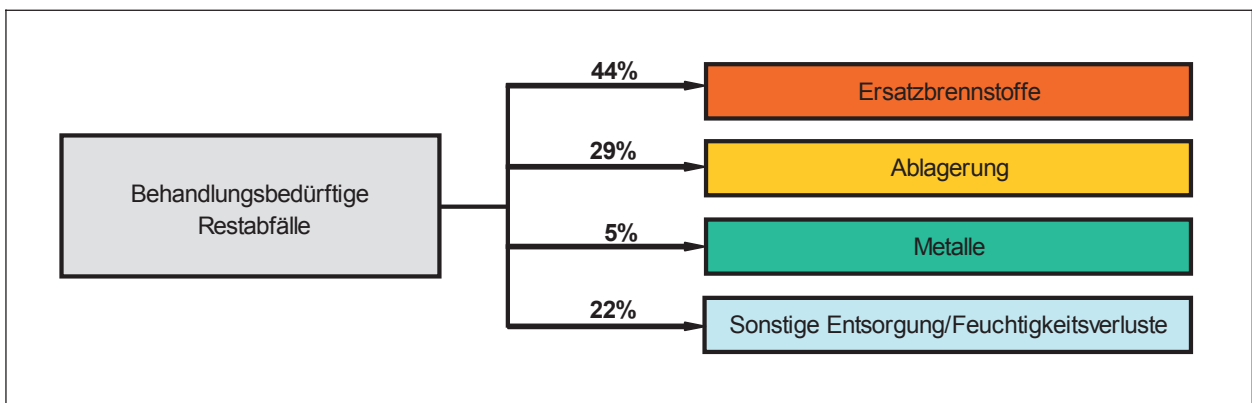 44%
Ersatzbrennstoffe
29%
Ablagerung
Behandlungsbedürftige
Restabfälle
5%
Metalle
22%
Sonstige Entsorgung/Feuchtigkeitsverluste